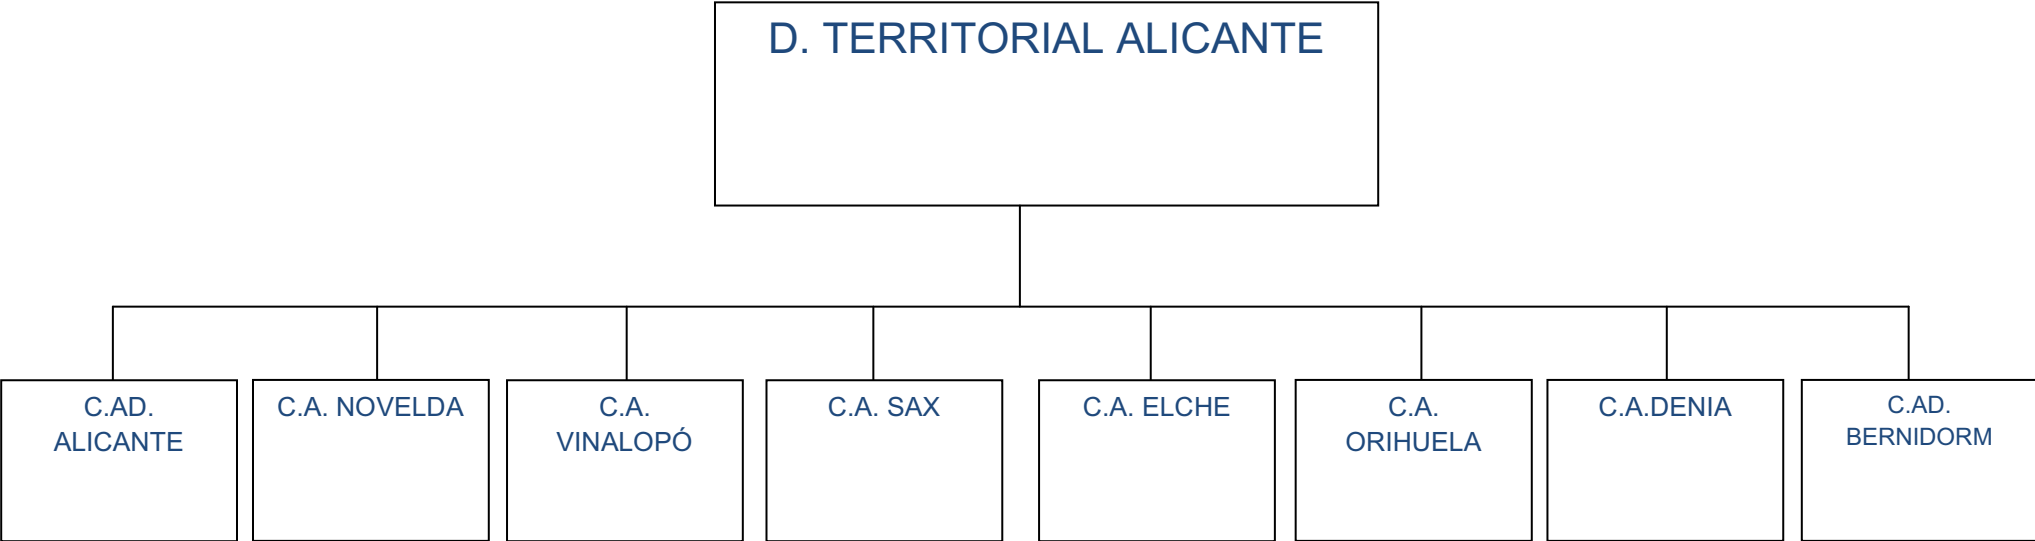 D. TERRITORIAL ALICANTE
C.AD.
ALICANTE
C.A. NOVELDA
C.A.
VINALOPÓ
C.A. SAX
C.A. ELCHE
C.A.
ORIHUELA
C.A.DENIA
C.AD.
BERNIDORM